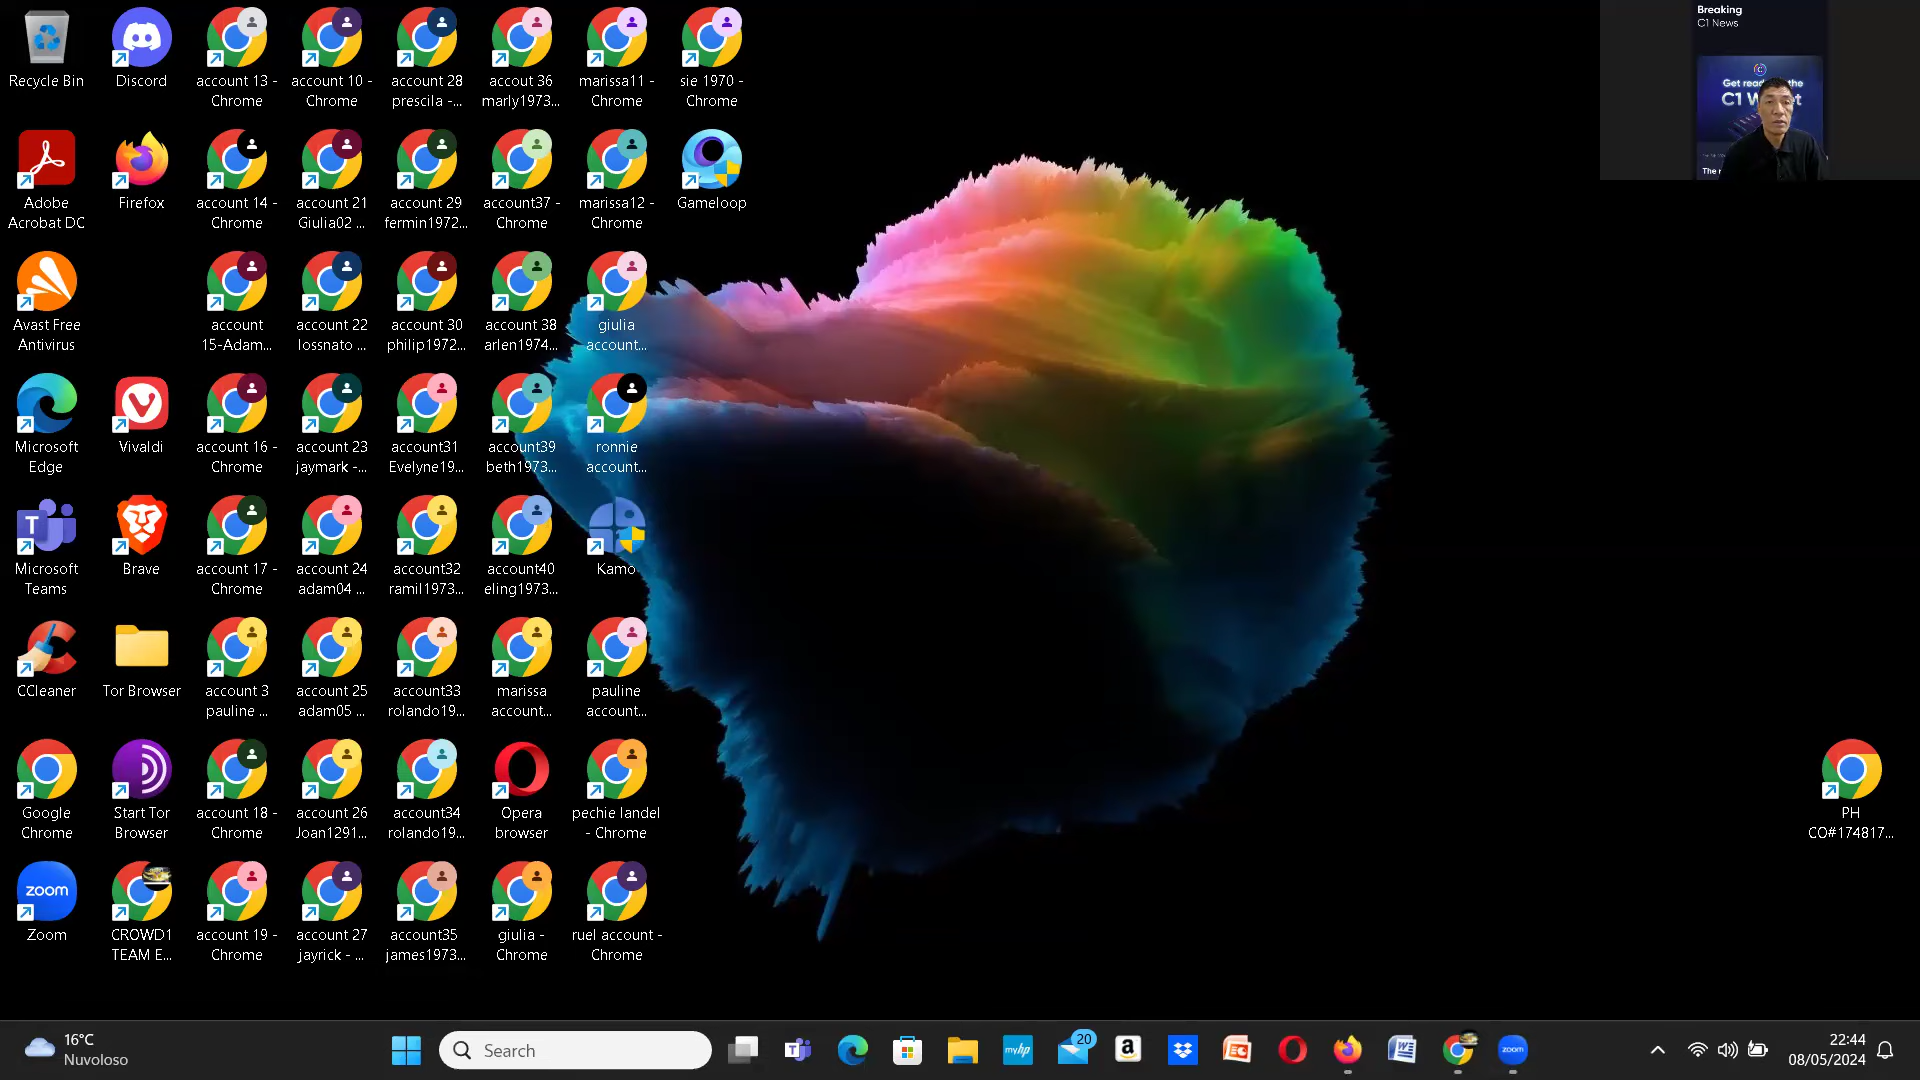 Recycle Bin
Discord
account 13 -
Chrome
account 10 -
Chrome
account 28
prescila -...
accout 36
marly1973...
marissa11 -
Chrome
sie 1970 -
Chrome
Adobe
Acrobat DC
Firefox
account 14 -
Chrome
account 21
Giulia02 ...
account 29
fermin1972...
account37 -
Chrome
marissa12 -
Chrome
Gameloop
Avast Free
Antivirus
account
15-Adam...
account 22
lossnato ...
account 30
philip1972...
account 38
arlen1974...
giulia
account...
Microsoft
Edge
Vivaldi
account 16 -
Chrome
account 23
jaymark -...
account31
Evelyne19...
account39
beth1973...
ronnie
account...
Microsoft
Teams
Brave
account 17 -
Chrome
account 24
adam04 ...
account32
ramil1973...
account40
eling1973...
Kamo
CCleaner
Tor Browser
account 3
pauline ...
account 25
adam05 ...
account33
rolando19...
marissa
account...
pauline
account...
Google
Chrome
Start Tor
Browser
account 18 -
Chrome
account 26
Joan1291...
account34
rolando19...
Opera
browser
pechie landel
- Chrome
PH
CO#174817...
zoom
Zoom
CROWD1
TEAM E...
account 19 -
Chrome
account 27
jayrick - ...
account35
james1973...
giulia -
Chrome
ruel account -
Chrome
Breaking
C1 News
Get the
C1 W t
The
16°C
Nuvoloso
Search
myhp
20
zoom
22:44
08/05/2024